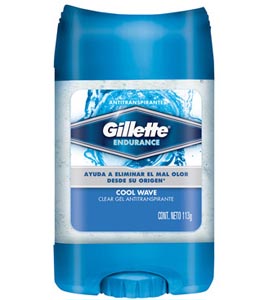 ANTITRANSPIRANTE
Gillette
ENDURANCE
AYUDA A ELIMINAR EL MAL OLOR
DESDE SU ORIGEN*
COOL WAVE
CLEAR GEL ANTITRANSPIRANTE
CONT. NETO 113g